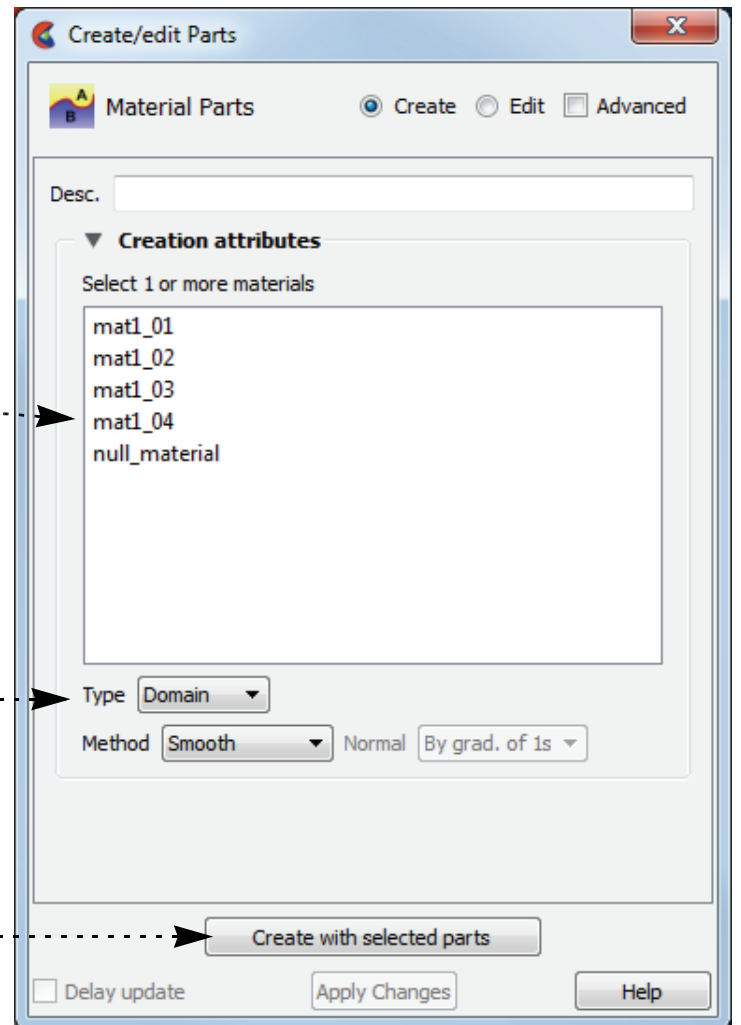 Create/edit Parts
X
A
B
Material Parts Create Edit Advanced
Desc.
Creation attributes
Select 1 or more materials
mat1_01
mat1_02
mat1_03
mat1_04
null_material
Type Domain
Method Smooth Normal By grad. of 1s
Create with selected parts
Delay update Apply Changes Help